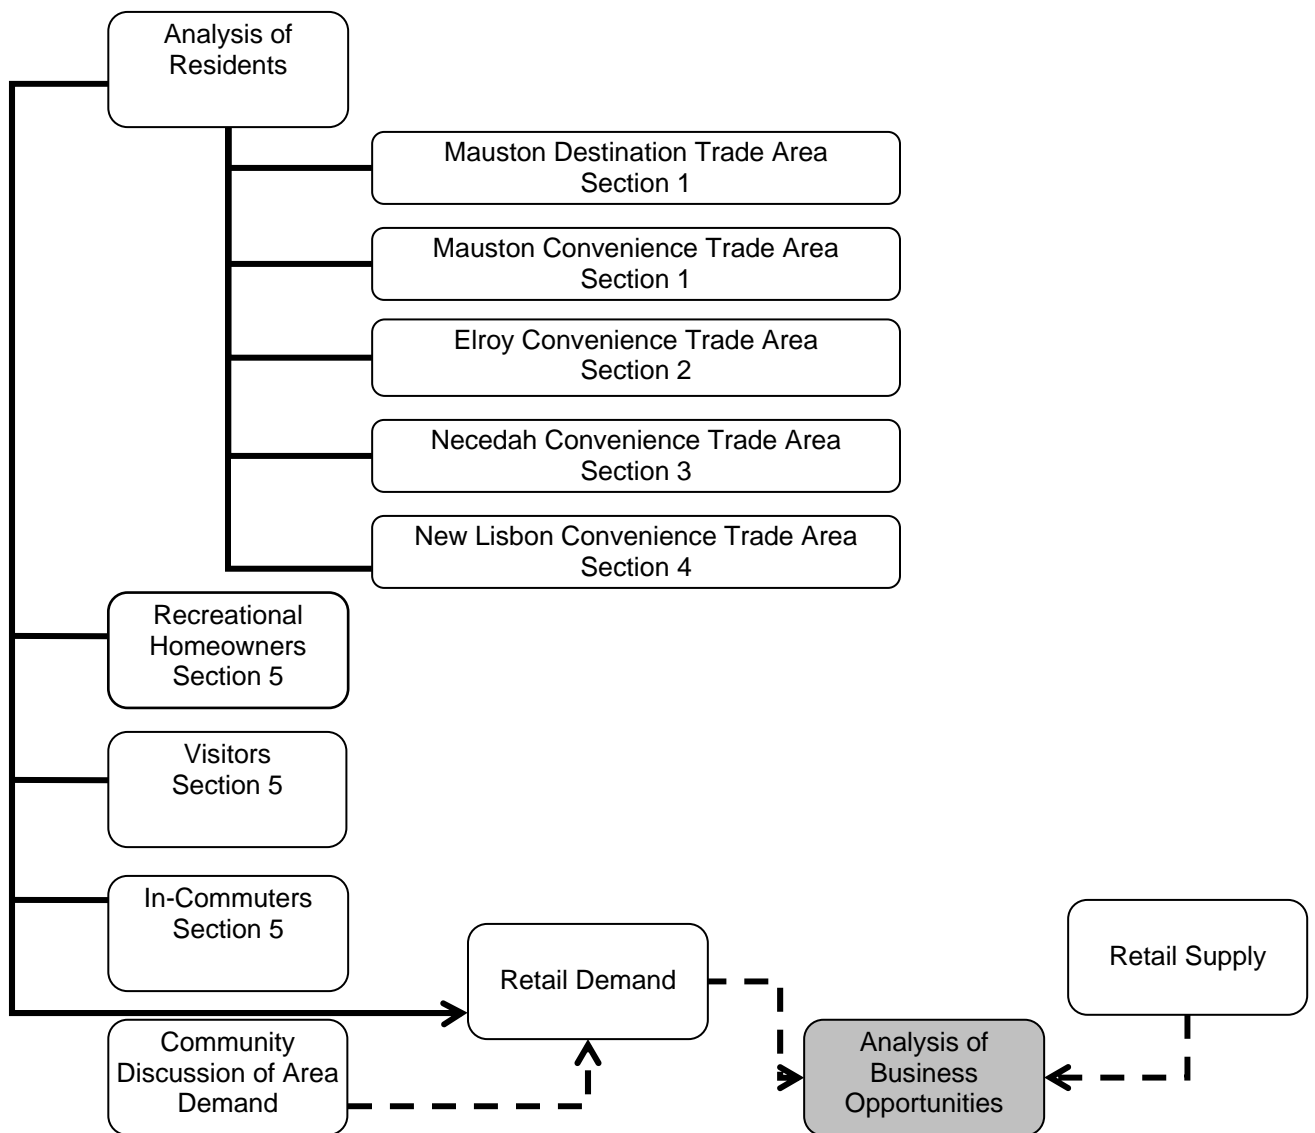 Analysis of
Residents
Mauston Destination Trade Area
Section 1
Mauston Convenience Trade Area
Section 1
Elroy Convenience Trade Area
Section 2
Necedah Convenience Trade Area
Section 3
New Lisbon Convenience Trade Area
Section 4
Recreational
Homeowners
Section 5
Visitors
Section 5
In-Commuters
Section 5
Retail Demand
Retail Supply
Community
Discussion of Area
Demand
Analysis of
Business
Opportunities